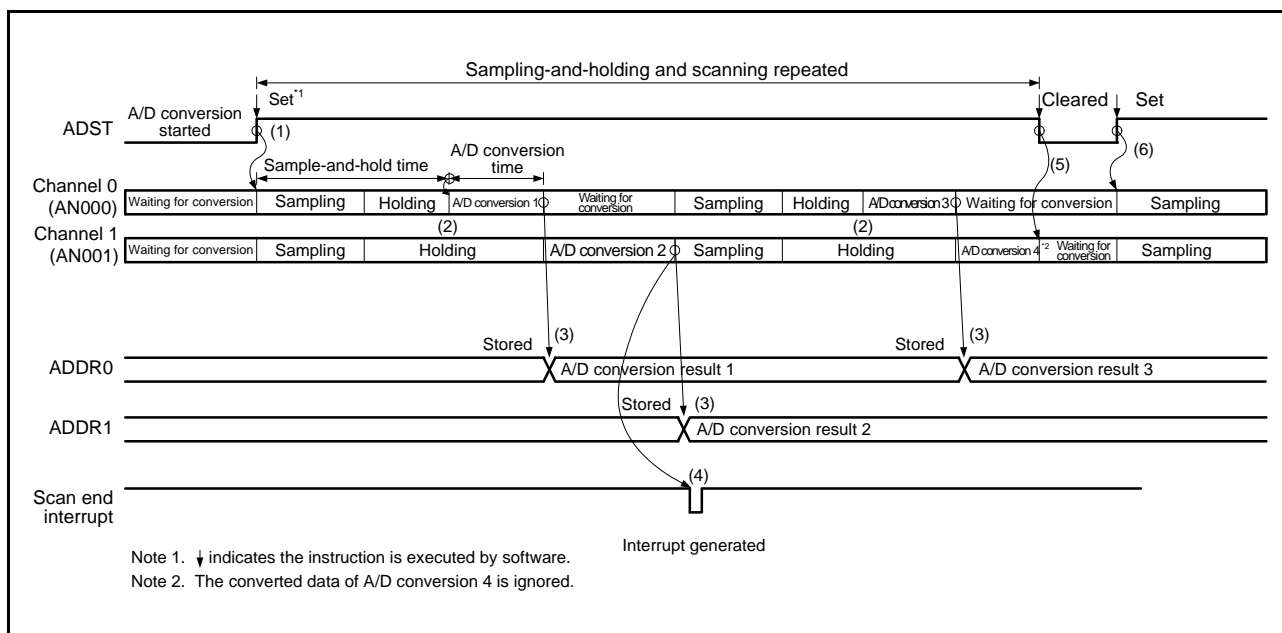 Sampling-and-holding and scanning repeated
Set*1
Cleared
Set
ADST
A/D conversion
started
(1)
(5)
(6)
Sample-and-hold time
A/D conversion
time
Channel 0
(AN000)
Waiting for conversion
Sampling
Holding
A/D conversion 1
Waiting for
conversion
Sampling
Holding
A/D conversion 3
Waiting for conversion
Sampling
(2)
(2)
Channel 1
(AN001)
Waiting for conversion
Sampling
Holding
A/D conversion 2
Sampling
Holding
A/D conversion 4
*2
Waiting for
conversion
Sampling
Stored
(3)
Stored
(3)
ADDR0
A/D conversion result 1
A/D conversion result 3
Stored
(3)
ADDR1
A/D conversion result 2
(4)
Scan end
interrupt
Interrupt generated
Note 1. indicates the instruction is executed by software.
Note 2. The converted data of A/D conversion 4 is ignored.